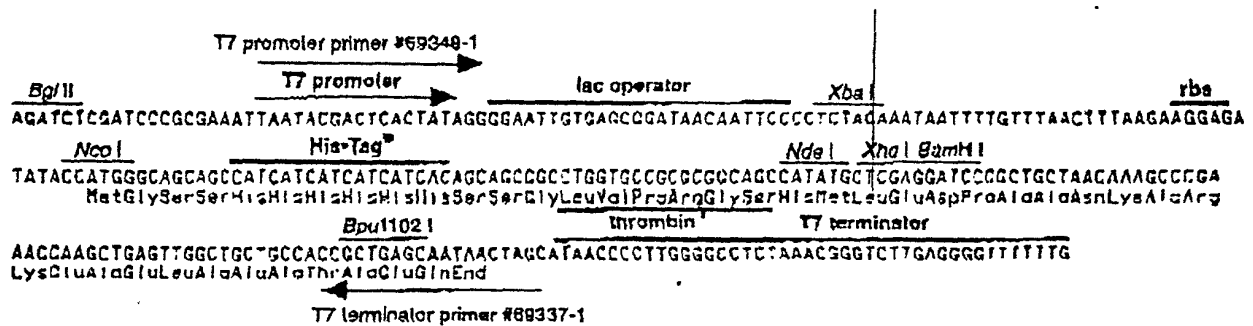 T7 promoter primer #69348-1
Bgl II T7 promoter lac operator Xba I rbs
AGATCTCGATCCCGCGAAATTAATACGACTCACTATAGGGGAATTGTGAGCGGATAACAATTCCCCTCTAGAAATAATTTTGTTTAACTTTAAGAAGGAGA
Nco I His•Tag Nde I Xho I BamH I
TATACCATGGGCAGCAGCCATCATCATCATCATCACAGCAGCGGCCTGGTGCCGCGCGGCAGCCATATGCTCGAGGATCCGGCTGCTAACAAAGCCCGA
MetGlySerSerHisHisHisHisHisHisSerSerGlyLeuValProArgGlySerHisMetLeuGluAspProAlaAlaAsnLysAlaArg
Bpu1102 I thrombin T7 terminator
AACCAAGCTGAGTTGGCTGCTGCCACCGCTGAGCAATAACTAGCATAACCCCTTGGGGCCTCTAAACGGGTCTTGAGGGGTTTTTTG
LysGluAlaGluLeuAlaAlaAlaThrAlaGluGlnEnd
T7 terminator primer #69337-1